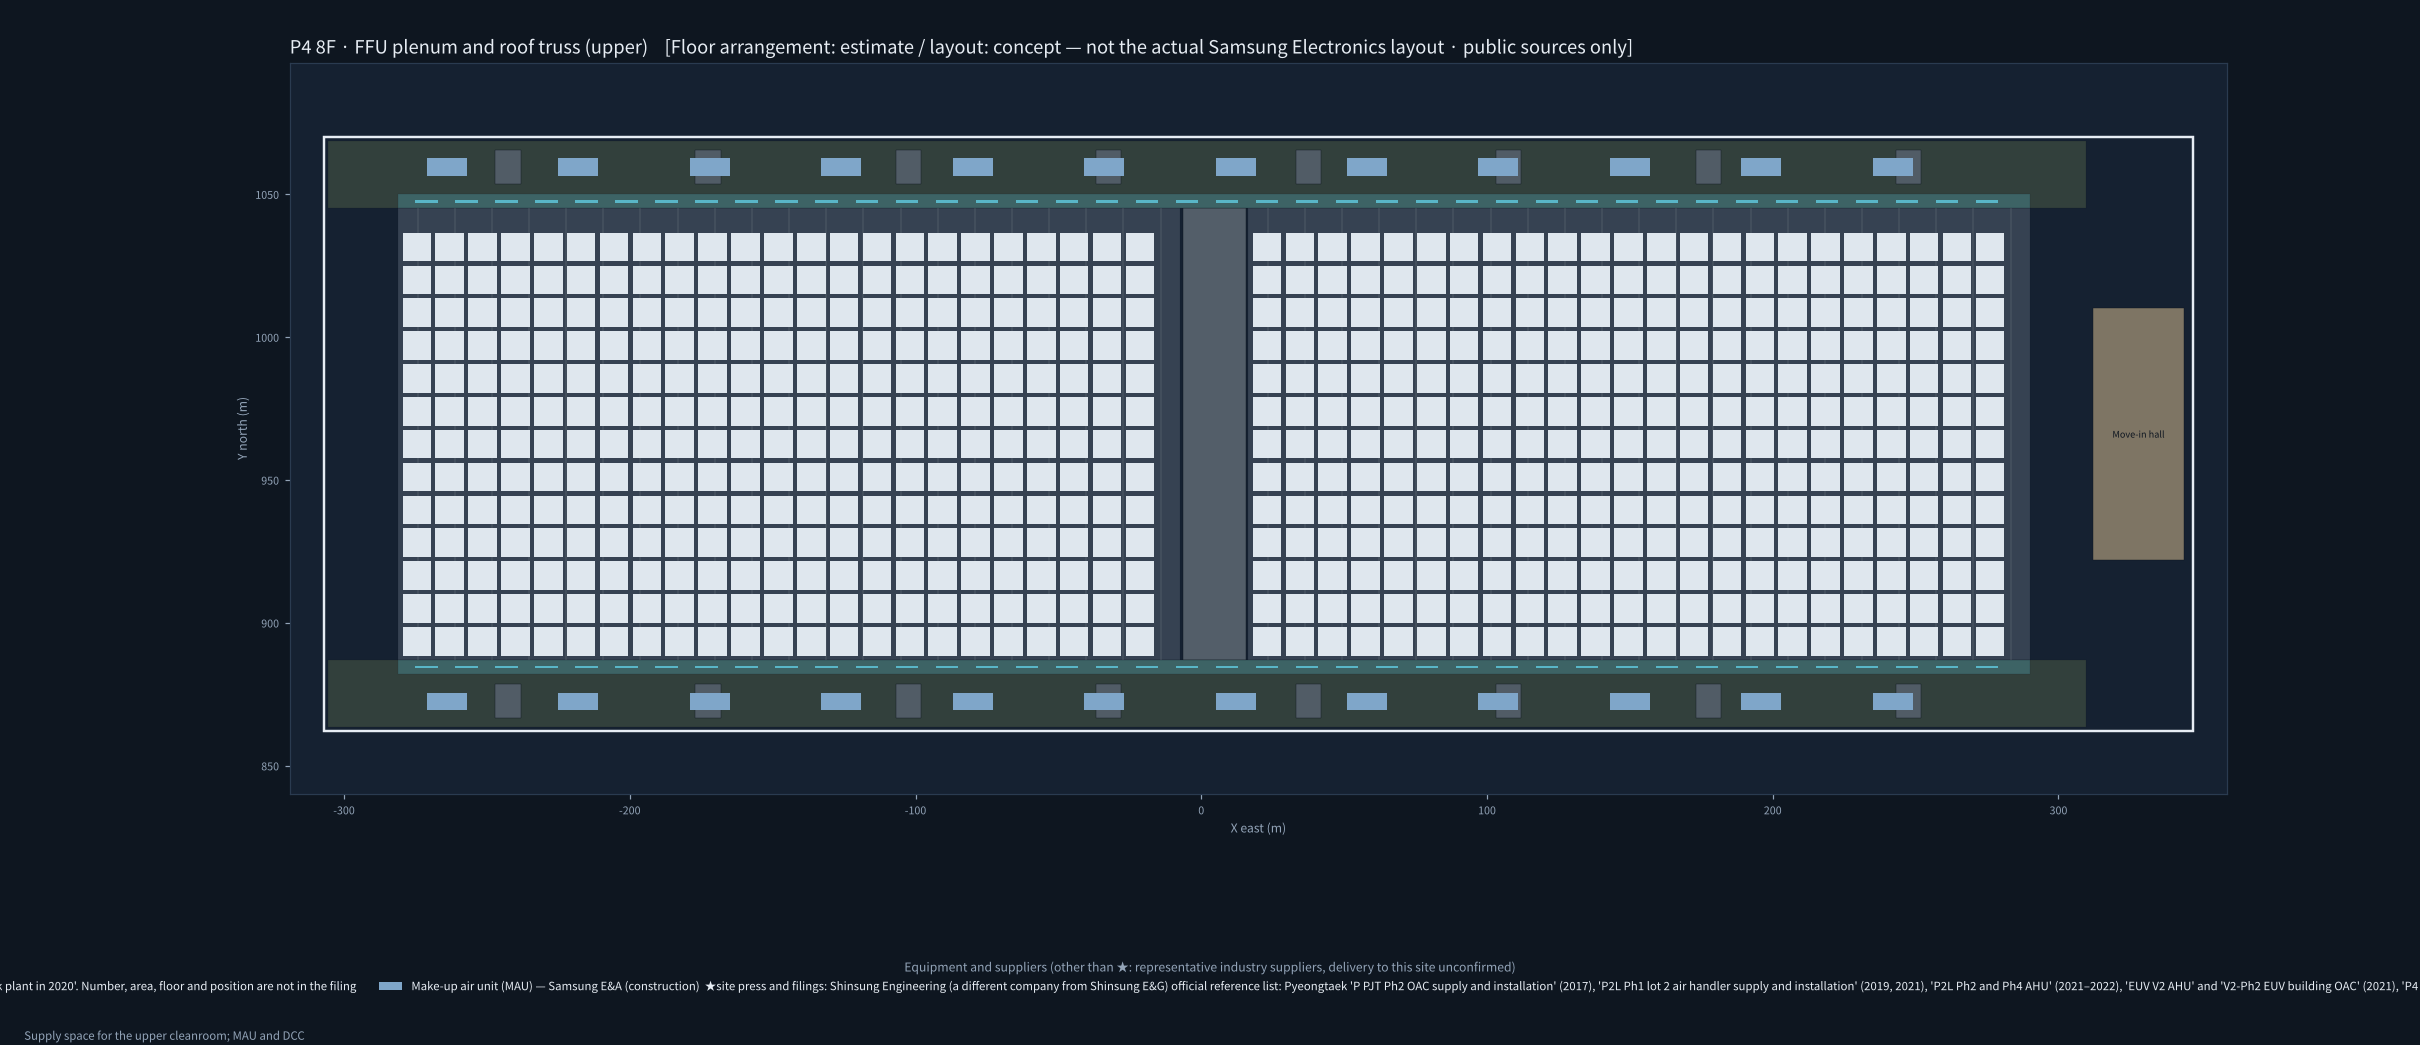 P4 8F · FFU plenum and roof truss (upper) [Floor arrangement: estimate / layout: concept — not the actual Samsung Electronics layout · public sources only]
Y north (m)
1050
1000
950
900
850
Move-in hall
-300 -200 -100 0 100 200 300
X east (m)
Equipment and suppliers (other than ★: representative industry suppliers, delivery to this site unconfirmed)
plant in 2020'. Number, area, floor and position are not in the filing Make-up air unit (MAU) — Samsung E&A (construction) ★site press and filings: Shinsung Engineering (a different company from Shinsung E&G) official reference list: Pyeongtaek 'P PJT Ph2 OAC supply and installation' (2017), 'P2L Ph1 lot 2 air handler supply and installation' (2019, 2021), 'P2L Ph2 and Ph4 AHU' (2021–2022), 'EUV V2 AHU' and 'V2-Ph2 EUV building OAC' (2021), 'P4
Supply space for the upper cleanroom; MAU and DCC